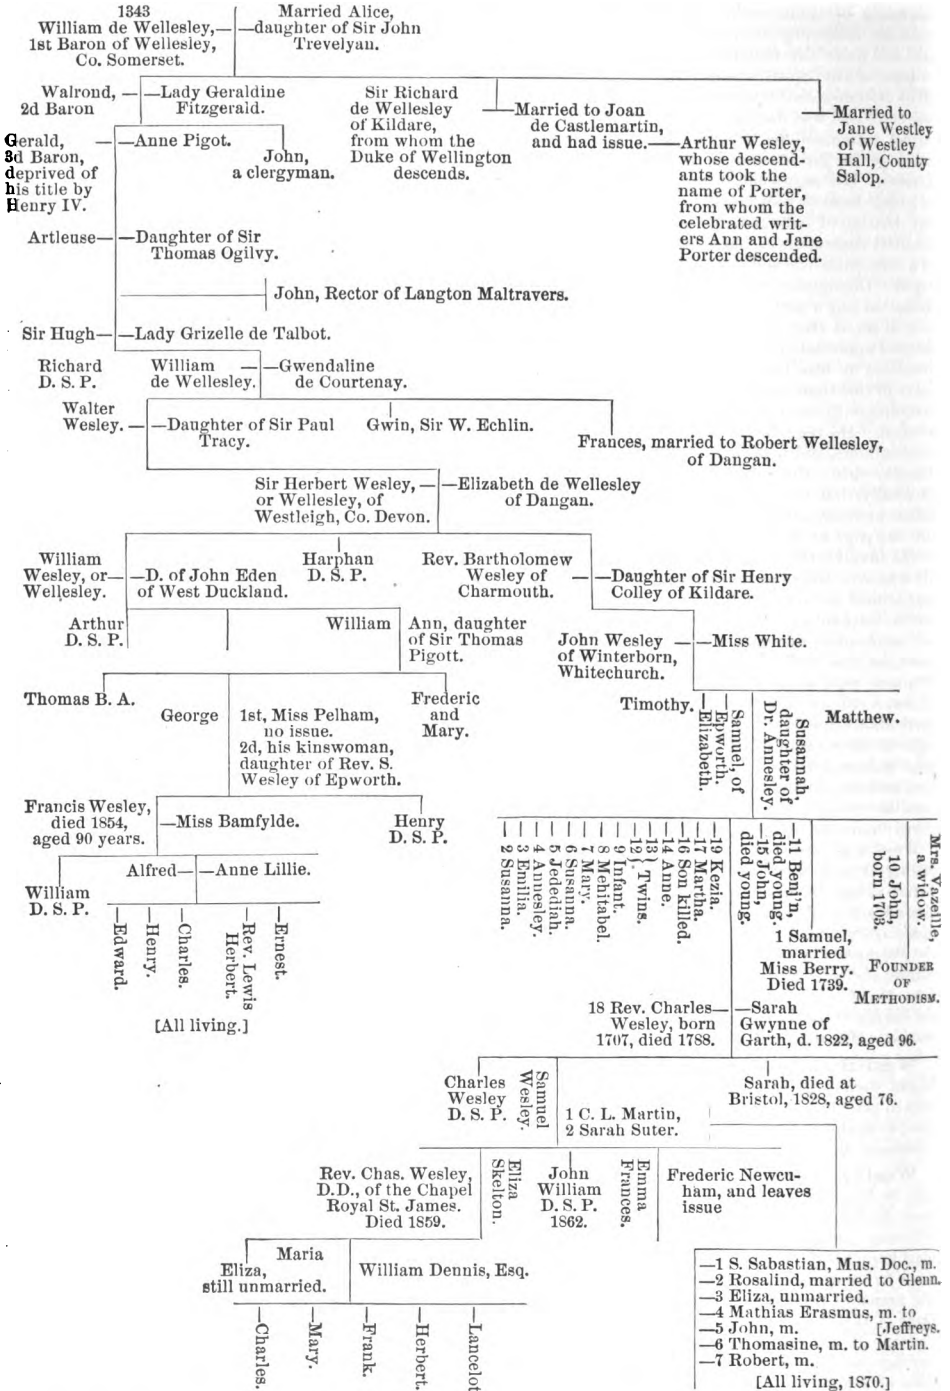 1343
William de Wellesley,
1st Baron of Wellesley,
Co. Somerset.
Married Alice,
daughter of Sir John
Trevelyan.
Walrond,
2d Baron
Lady Geraldine
Fitzgerald.
Sir Richard
de Wellesley
of Kildare,
from whom the
Duke of Wellington
descends.
Married to Joan
de Castlemartin,
and had issue.
Arthur Wesley,
whose descend-
ants took the
name of Porter,
from whom the
celebrated writ-
ers Ann and Jane
Porter descended.
Married to
Jane Westley
of Westley
Hall, County
Salop.
Gerald,
3d Baron,
deprived of
his title by
Henry IV.
Anne Pigot.
John,
a clergyman.
Artleuse
Daughter of Sir
Thomas Ogilvy.
John, Rector of Langton Maltravers.
Sir Hugh
Lady Grizelle de Talbot.
Richard
D. S. P.
William
de Wellesley.
Gwendaline
de Courtenay.
Walter
Wesley.
Daughter of Sir Paul
Tracy.
Gwin, Sir W. Echlin.
Frances, married to Robert Wellesley,
of Dangan.
Sir Herbert Wesley,
or Wellesley, of
Westleigh, Co. Devon.
Elizabeth de Wellesley
of Dangan.
William
Wesley, or
Wellesley.
D. of John Eden
of West Duckland.
Harphan
D. S. P.
Rev. Bartholomew
Wesley of
Charmouth.
Daughter of Sir Henry
Colley of Kildare.
Arthur
D. S. P.
William
Ann, daughter
of Sir Thomas
Pigott.
John Wesley
of Winterborn,
Whitechurch.
Miss White.
Thomas B. A.
George
1st, Miss Pelham,
no issue.
2d, his kinswoman,
daughter of Rev. S.
Wesley of Epworth.
Frederic
and
Mary.
Timothy.
Elizabeth.
Samuel, of
Epworth.
Susannah,
daughter of
Dr. Annesley.
Matthew.
Francis Wesley,
died 1854,
aged 90 years.
Miss Bamfylde.
Henry
D. S. P.
William
D. S. P.
Alfred
Anne Lillie.
Edward.
Henry.
Charles.
Rev. Lewis
Herbert.
Ernest.
[All living.]
2 Susanna.
3 Emilia.
4 Annesley.
5 Jedediah.
6 Susanna.
7 Mary.
8 Mehitabel.
9 Infant.
12 } Twins.
13 }
14 Anne.
16 Son killed.
17 Martha.
19 Kezia.
11 Benj'n,
died young.
15 John,
died young.
1 Samuel,
married
Miss Berry.
Died 1739.
10 John,
born 1703.
Mrs. Vazeille,
a widow.
FOUNDER
OF
METHODISM.
18 Rev. Charles
Wesley, born
1707, died 1788.
Sarah
Gwynne of
Garth, d. 1822, aged 96.
Charles
Wesley
D. S. P.
Samuel
Wesley.
1 C. L. Martin,
2 Sarah Suter.
Sarah, died at
Bristol, 1828, aged 76.
Rev. Chas. Wesley,
D.D., of the Chapel
Royal St. James.
Died 1859.
Eliza
Skelton.
John
William
D. S. P.
1862.
Emma
Frances.
Frederic Newcu-
ham, and leaves
issue
Eliza,
still unmarried.
Maria
William Dennis, Esq.
Charles.
Mary.
Frank.
Herbert.
Lancelot
1 S. Sabastian, Mus. Doc., m.
2 Rosalind, married to Glenn.
3 Eliza, unmarried.
4 Mathias Erasmus, m. to
5 John, m. [Jeffreys.
6 Thomasine, m. to Martin.
7 Robert, m.
[All living, 1870.]